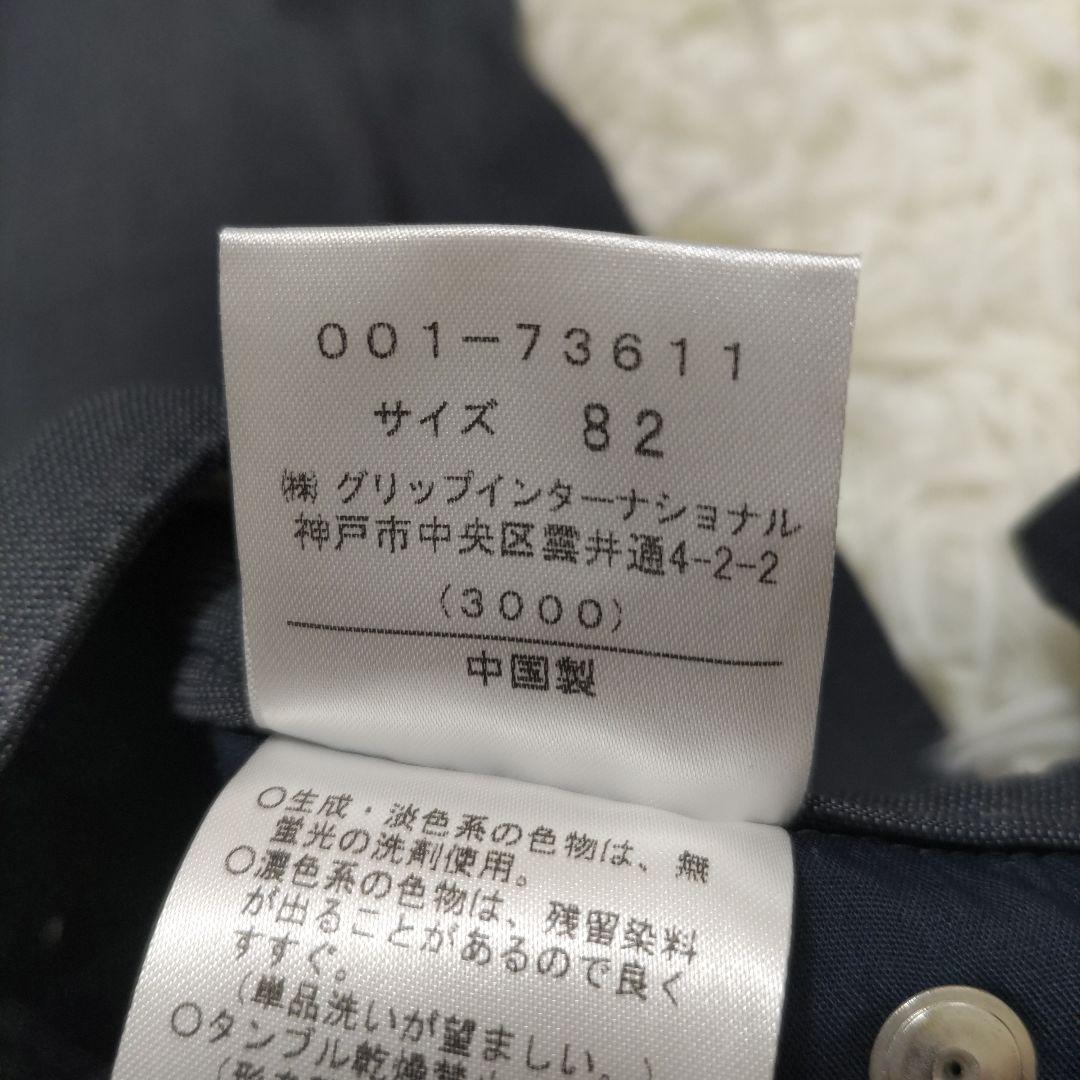 001-73611
サイズ 82
㈱グリップインターナショナル
神戸市中央区雲井通4-2-2
(3000)
中国製
○生成・淡色系の色物は、無
蛍光の洗剤使用。
○濃色系の色物は、残留染料
が出ることがあるので良く
すすぐ。
(単品洗いが望ましい。)
○タンブル乾燥禁止